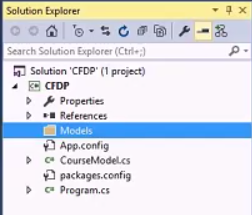 Solution Explorer
Search Solution Explorer (Ctrl+;)
Solution 'CFDP' (1 project)
C# CFDP
Properties
References
Models
App.config
C# CourseModel.cs
packages.config
C# Program.cs